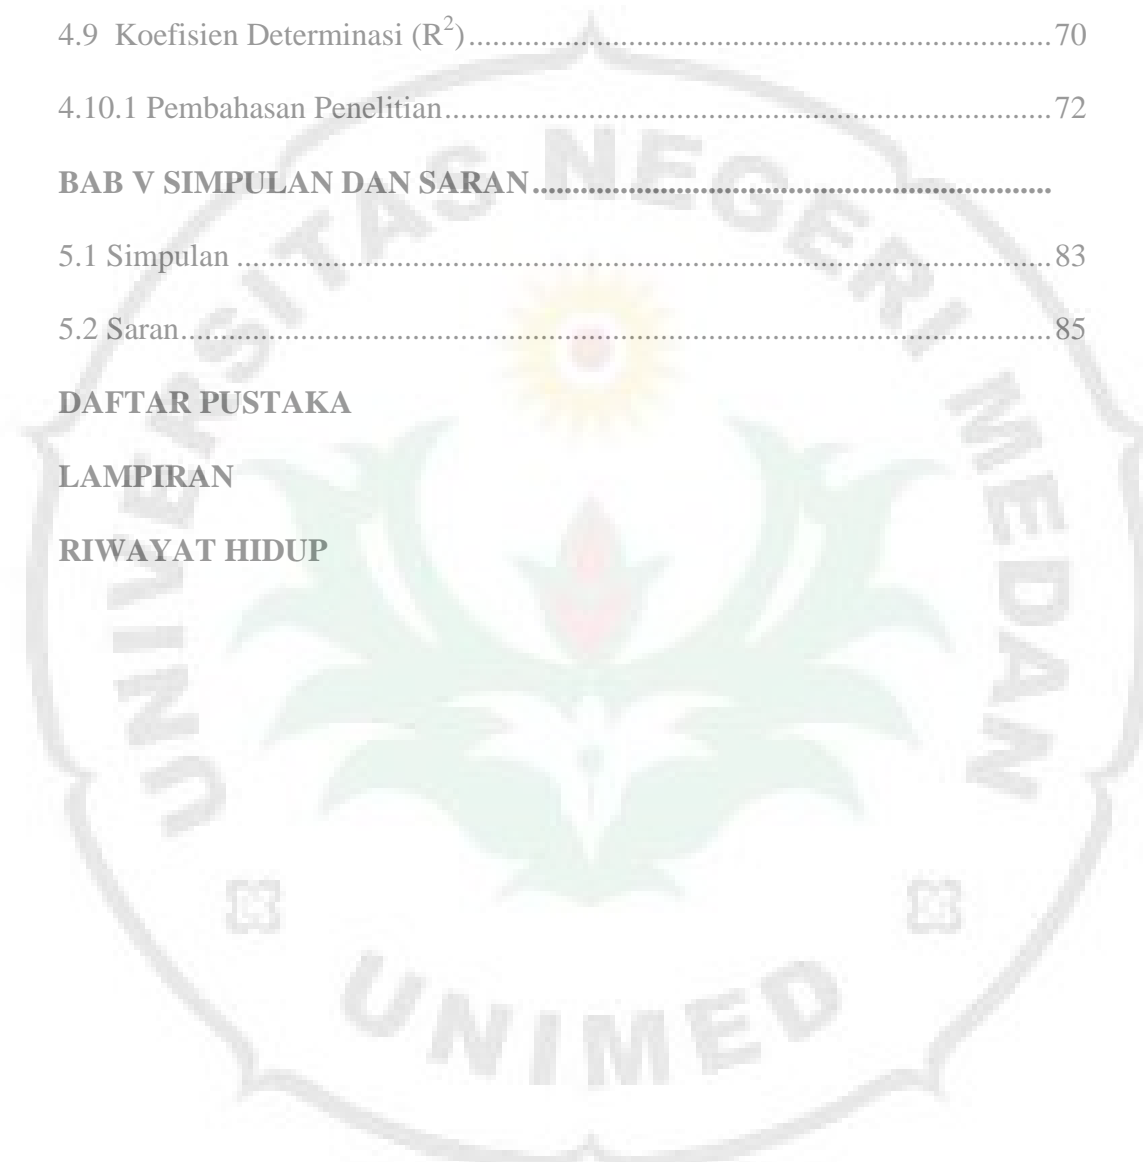 4.9 Koefisien Determinasi (R²) ........................................................................ 70
4.10.1 Pembahasan Penelitian ........................................................................... 72
BAB V SIMPULAN DAN SARAN ................................................................
5.1 Simpulan ..................................................................................................... 83
5.2 Saran ............................................................................................................ 85
DAFTAR PUSTAKA
LAMPIRAN
RIWAYAT HIDUP
UNIVERSITAS NEGERI MEDAN
UNIMED